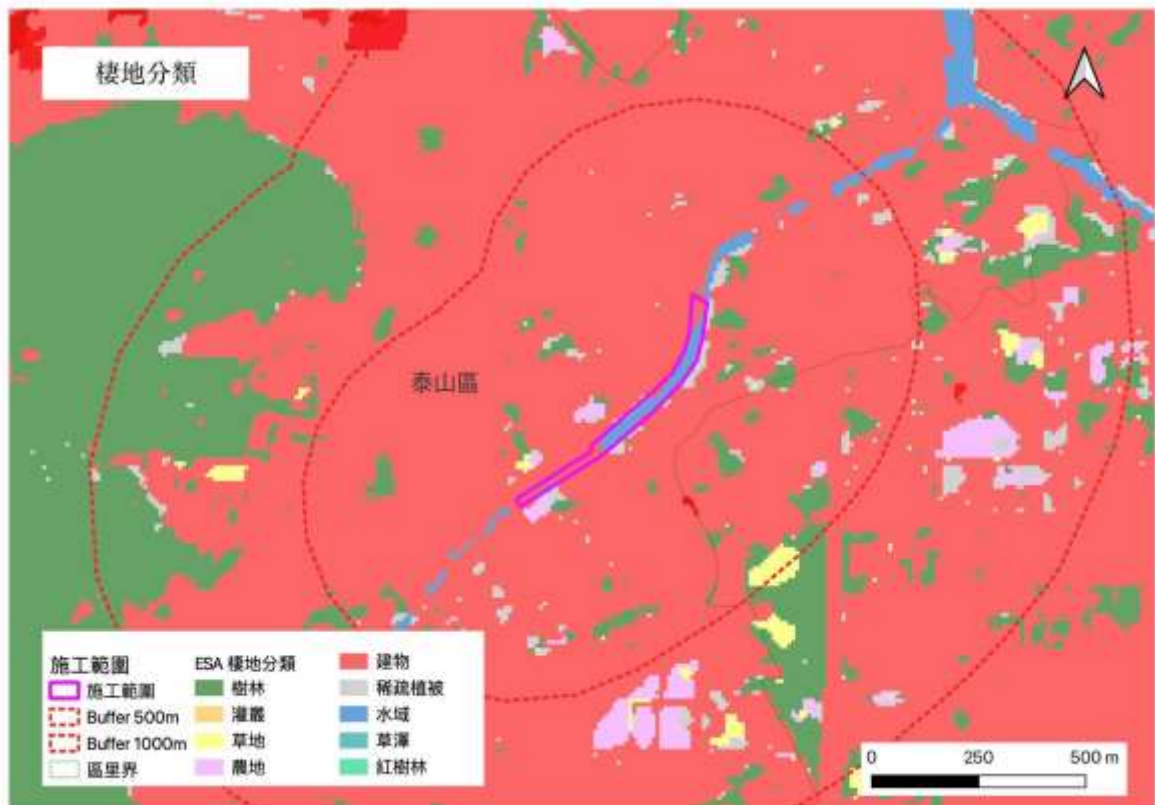 棲地分類
泰山區
施工範圍
施工範圍
Buffer 500m
Buffer 1000m
區里界
ESA 棲地分類
樹林
灌叢
草地
農地
建物
稀疏植被
水域
草澤
紅樹林
0 250 500 m